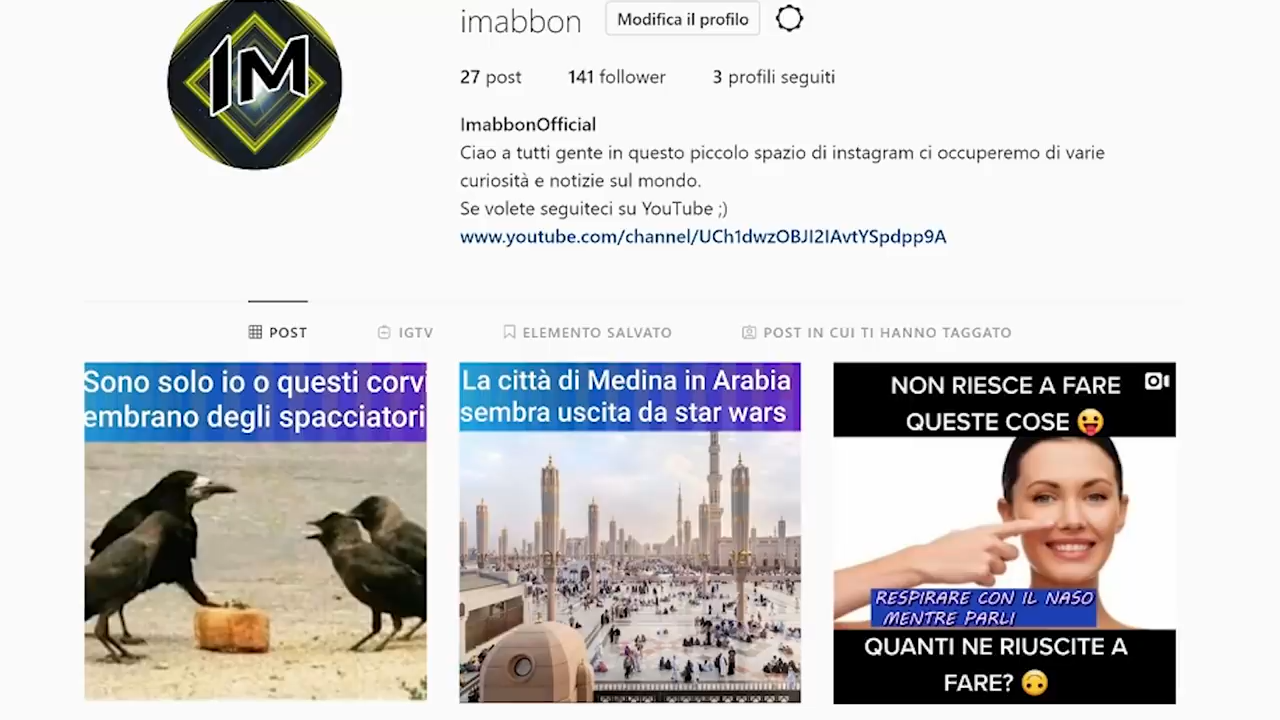 IM
imabbon
Modifica il profilo
27 post
141 follower
3 profili seguiti
ImabbonOfficial
Ciao a tutti gente in questo piccolo spazio di instagram ci occuperemo di varie
curiosità e notizie sul mondo.
Se volete seguiteci su YouTube ;)
www.youtube.com/channel/UCh1dwzOBJI2IAvtYSpdpp9A
POST
IGTV
ELEMENTO SALVATO
POST IN CUI TI HANNO TAGGATO
Sono solo io o questi corvi
embrano degli spacciatori
La città di Medina in Arabia
sembra uscita da star wars
NON RIESCE A FARE
QUESTE COSE 😜
RESPIRARE CON IL NASO
MENTRE PARLI
QUANTI NE RIUSCITE A
FARE? 🙃